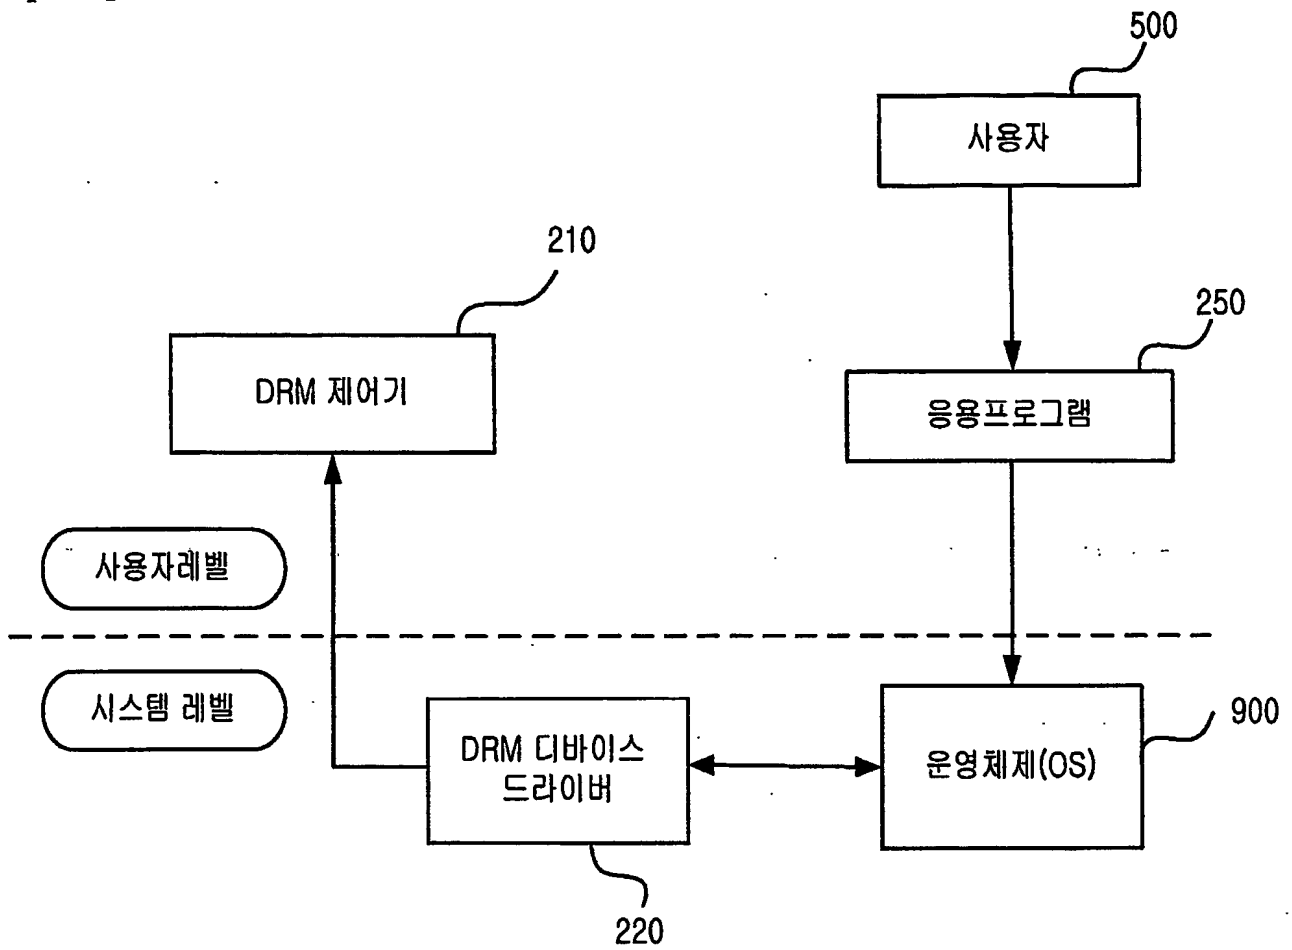 500
사용자
210
250
DRM 제어기
응용프로그램
사용자레벨
시스템 레벨
900
DRM 디바이스
드라이버
운영체제(OS)
220